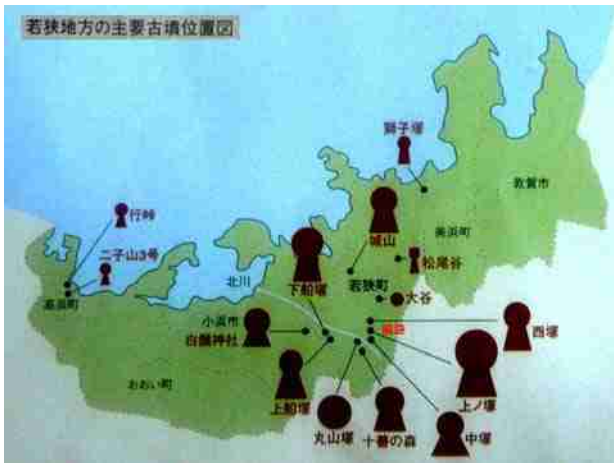 若狭地方の主要古墳位置図
獅子塚
敦賀市
行峠
城山
美浜町
二子山3号
松尾谷
高浜町
北川
下船塚
若狭町
大谷
小浜市
西塚
白鬚神社
おおい町
上船塚
上ノ塚
丸山塚
十善の森
中塚